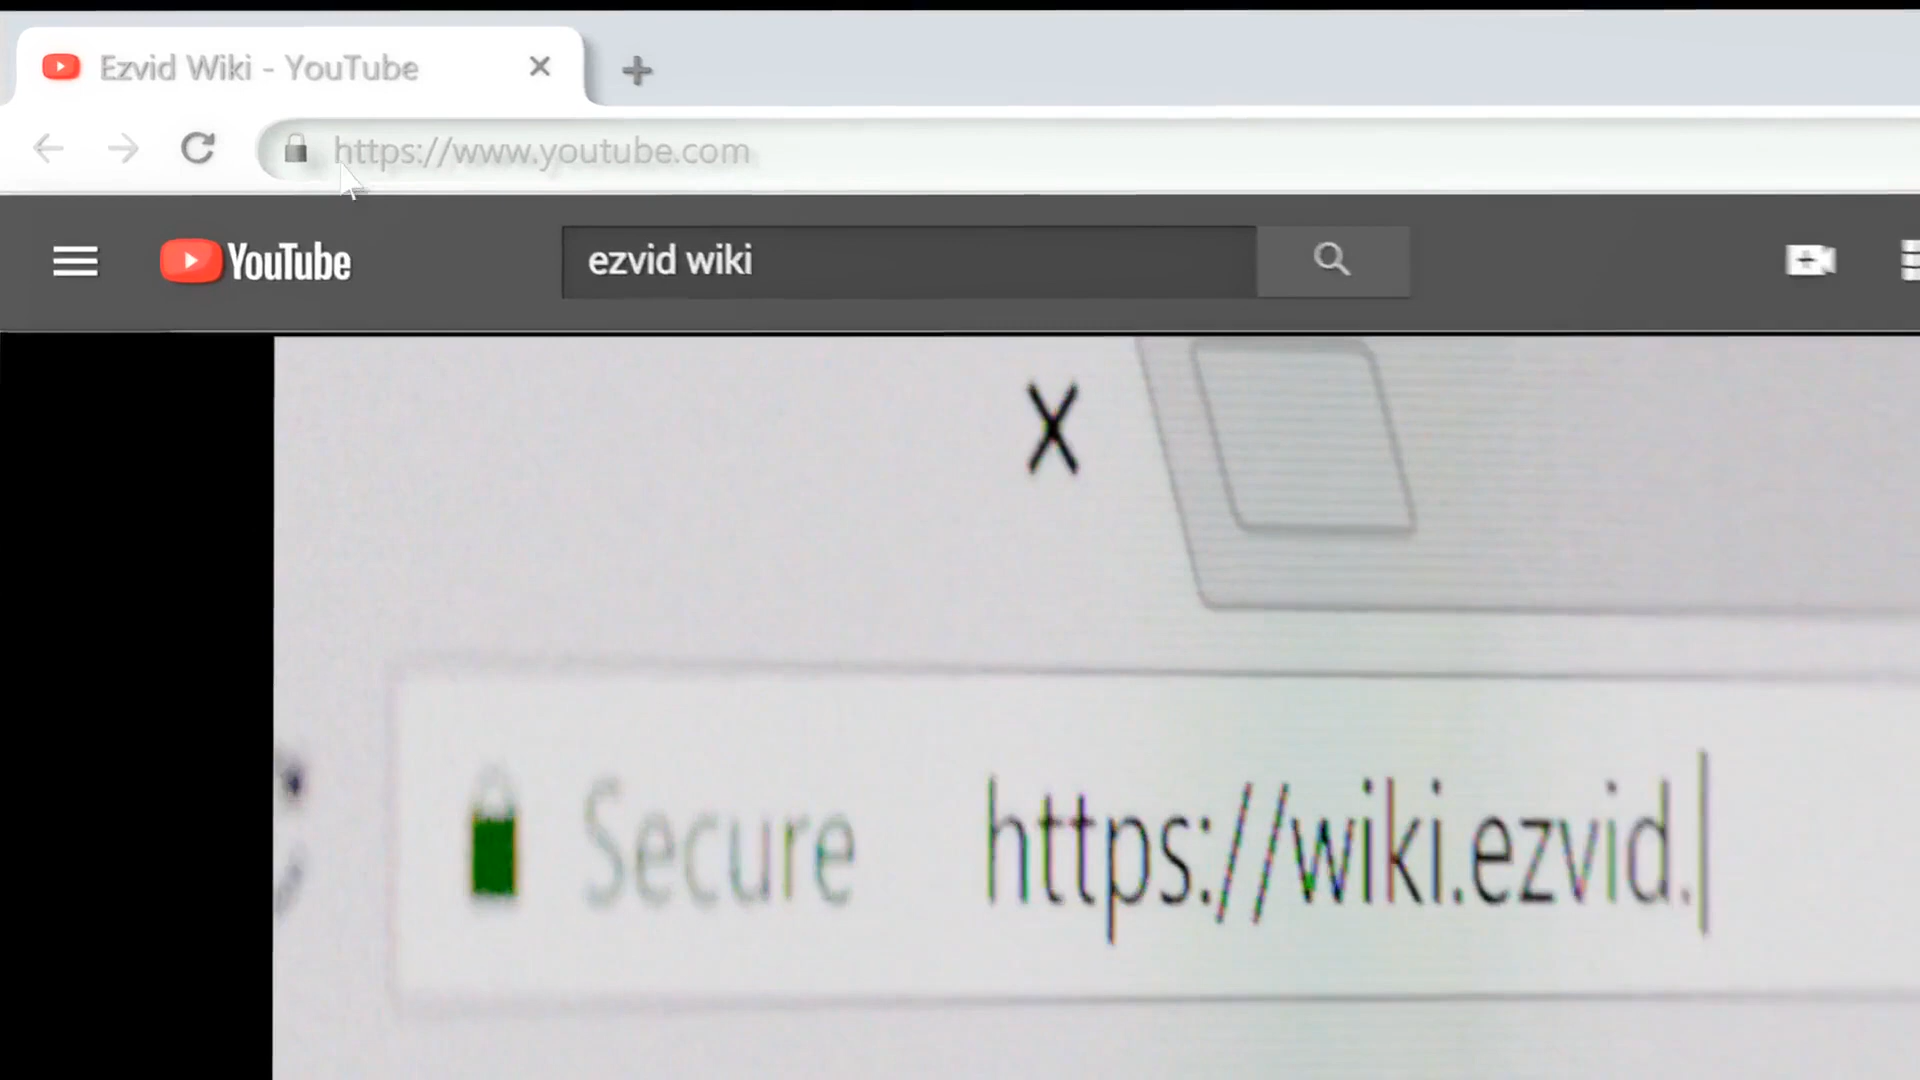 Ezvid Wiki - YouTube
https://www.youtube.com
YouTube
ezvid wiki
X
Secure https://wiki.ezvid.